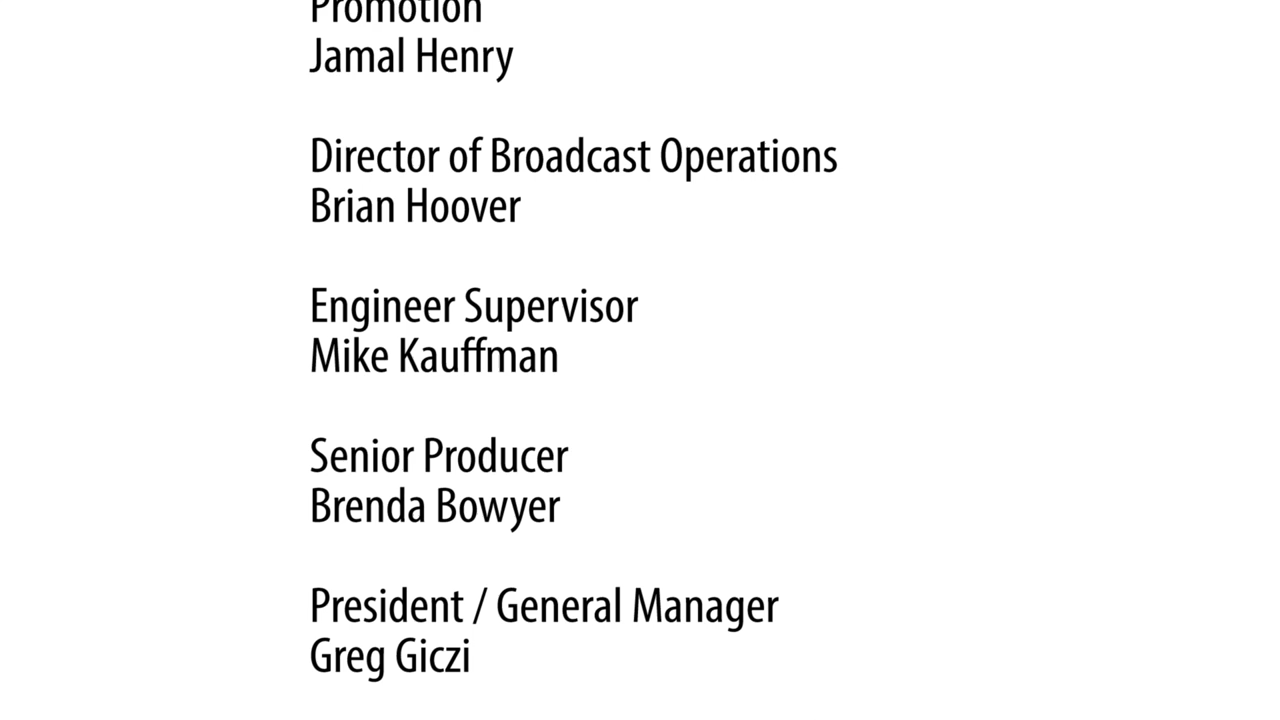 Promotion
Jamal Henry
Director of Broadcast Operations
Brian Hoover
Engineer Supervisor
Mike Kauffman
Senior Producer
Brenda Bowyer
President / General Manager
Greg Giczi